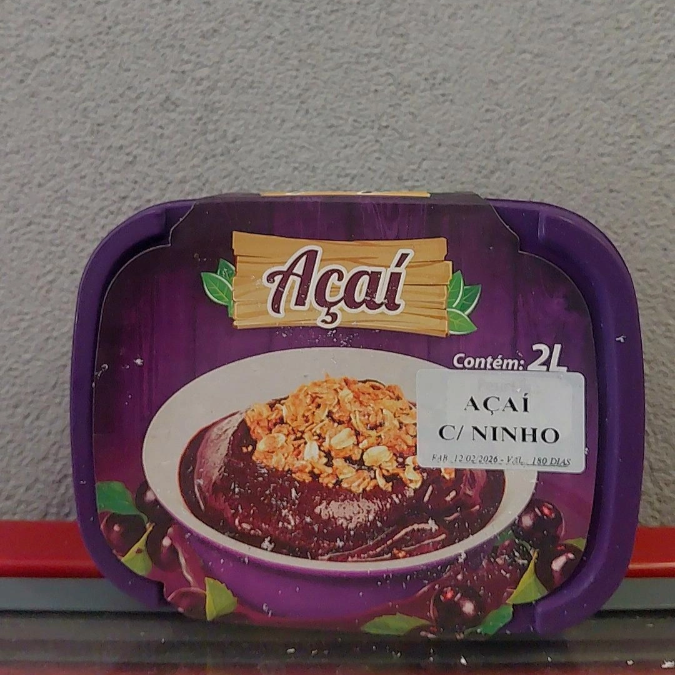 Açaí
Contém: 2L
AÇAÍ
C/ NINHO
FAB. 12/02/2026 - VAL. 180 DIAS